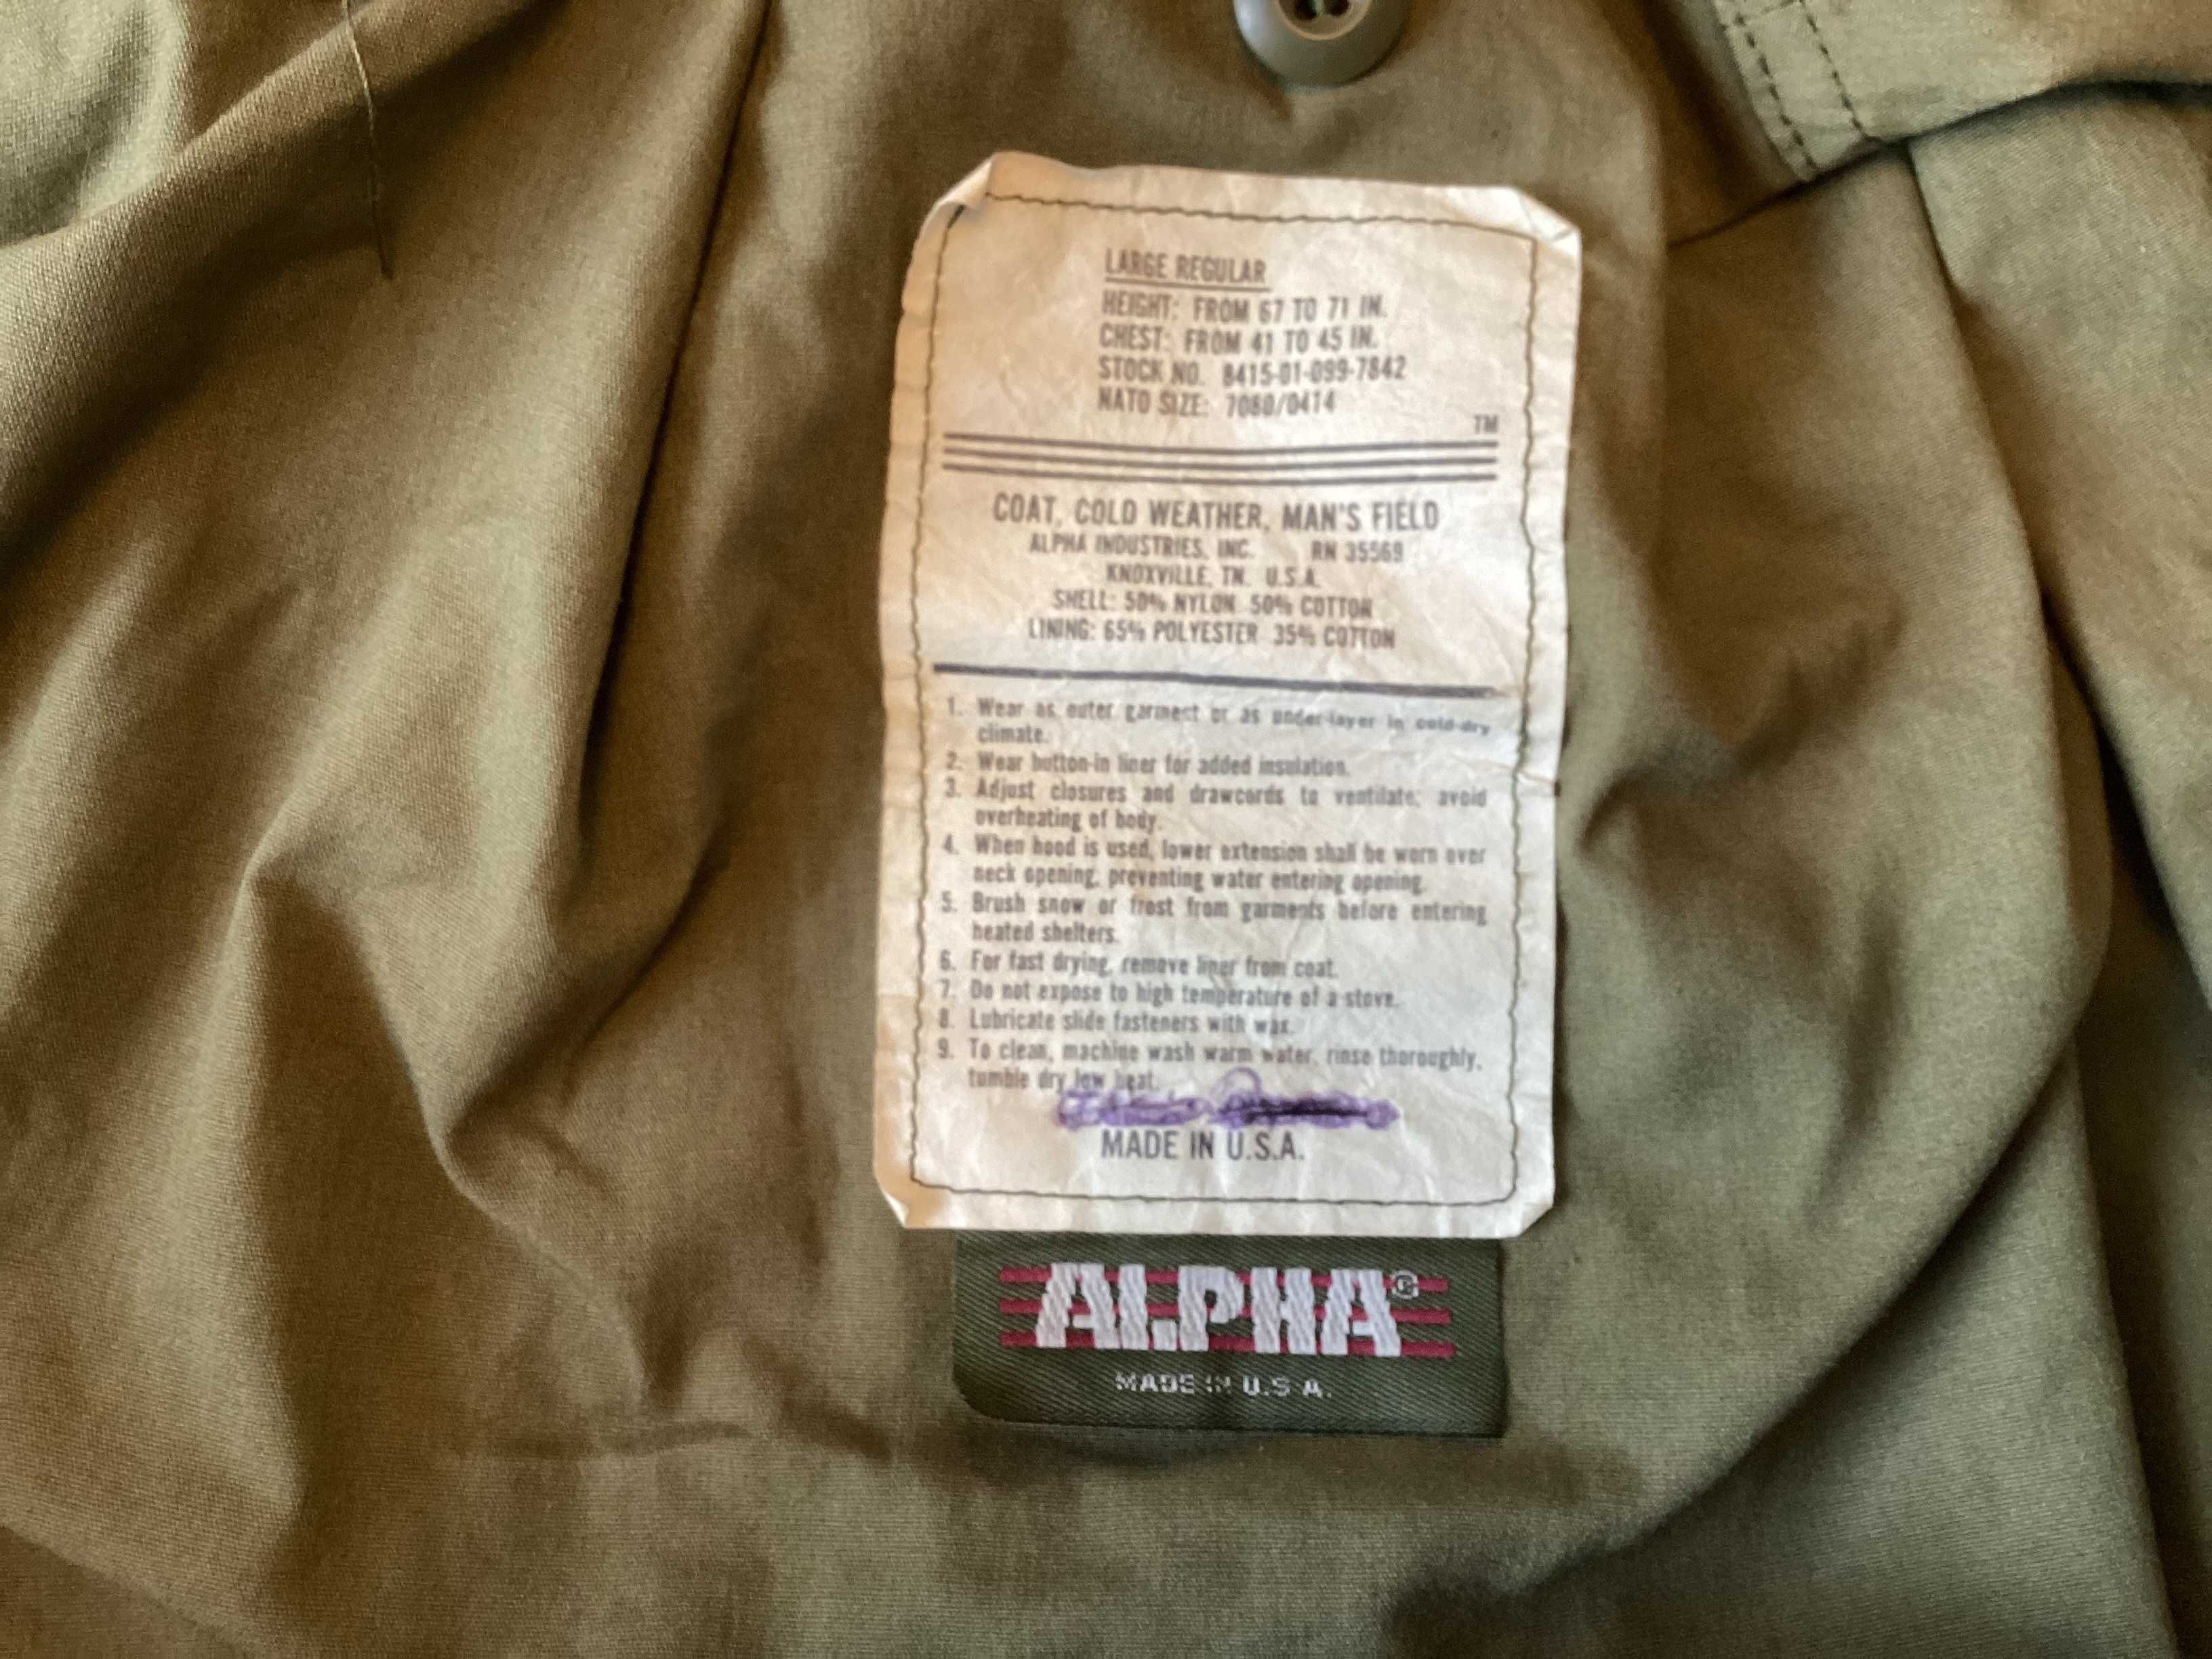 LARGE REGULAR
HEIGHT: FROM 67 TO 71 IN.
CHEST: FROM 41 TO 45 IN.
STOCK NO. 8415-01-099-7842
NATO SIZE: 7080/0414
TM
COAT, COLD WEATHER, MAN'S FIELD
ALPHA INDUSTRIES, INC. RN 35569
KNOXVILLE, TN. U.S.A.
SHELL: 50% NYLON 50% COTTON
LINING: 65% POLYESTER 35% COTTON
1. Wear as outer garment or as under-layer in cold-dry
climate.
2. Wear button-in liner for added insulation.
3. Adjust closures and drawcords to ventilate; avoid
overheating of body.
4. When hood is used, lower extension shall be worn over
neck opening, preventing water entering opening.
5. Brush snow or frost from garments before entering
heated shelters.
6. For fast drying, remove liner from coat.
7. Do not expose to high temperature of a stove.
8. Lubricate slide fasteners with wax.
9. To clean, machine wash warm water, rinse thoroughly,
tumble dry low heat.
MADE IN U.S.A.
ALPHA®
MADE IN U.S.A.